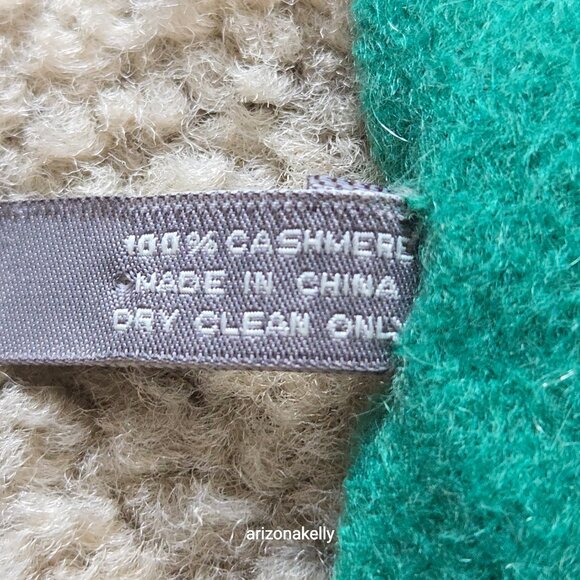 100% CASHMERE
MADE IN CHINA
DRY CLEAN ONLY
arizonakelly